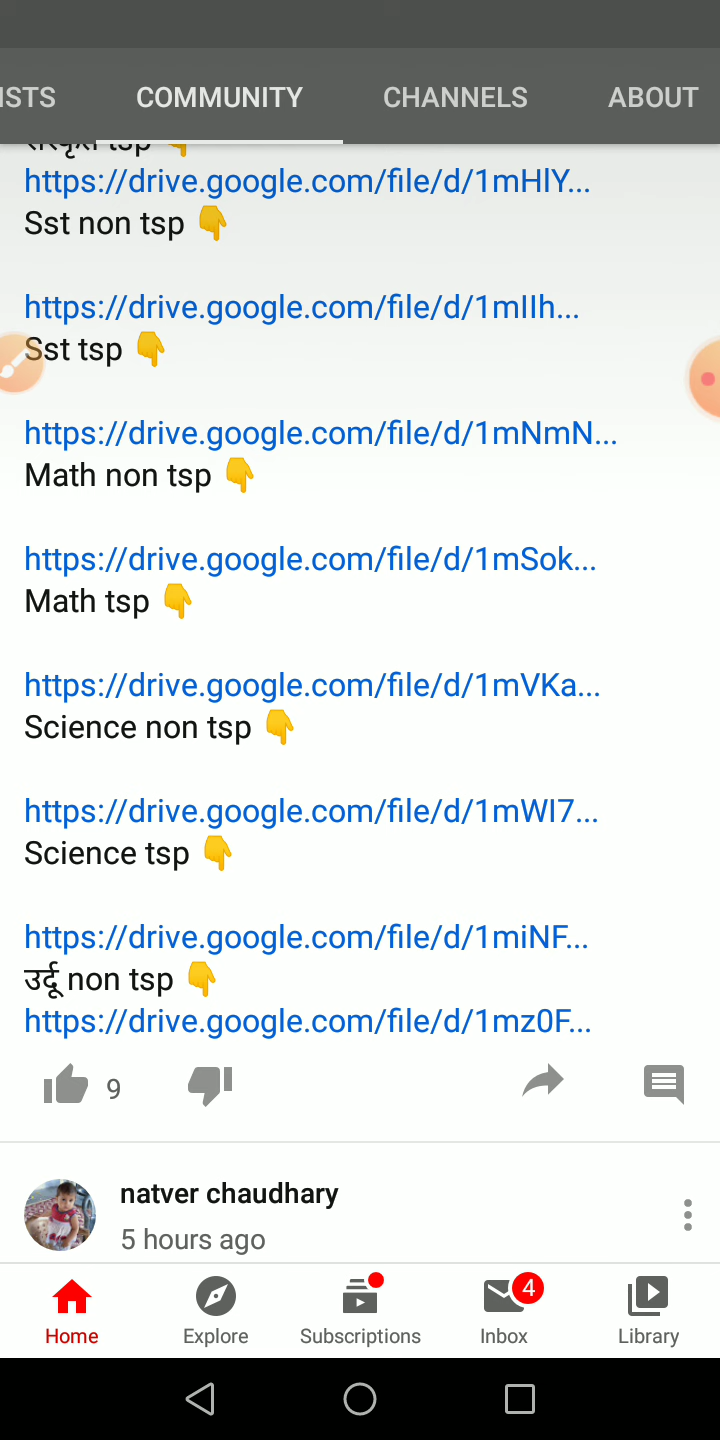 ISTS COMMUNITY CHANNELS ABOUT
tsp 👇
https://drive.google.com/file/d/1mHlY...
Sst non tsp 👇
https://drive.google.com/file/d/1mIIh...
Sst tsp 👇
https://drive.google.com/file/d/1mNmN...
Math non tsp 👇
https://drive.google.com/file/d/1mSok...
Math tsp 👇
https://drive.google.com/file/d/1mVKa...
Science non tsp 👇
https://drive.google.com/file/d/1mWI7...
Science tsp 👇
https://drive.google.com/file/d/1miNF...
उर्दू non tsp 👇
https://drive.google.com/file/d/1mz0F...
9
natver chaudhary
5 hours ago
4
Home Explore Subscriptions Inbox Library